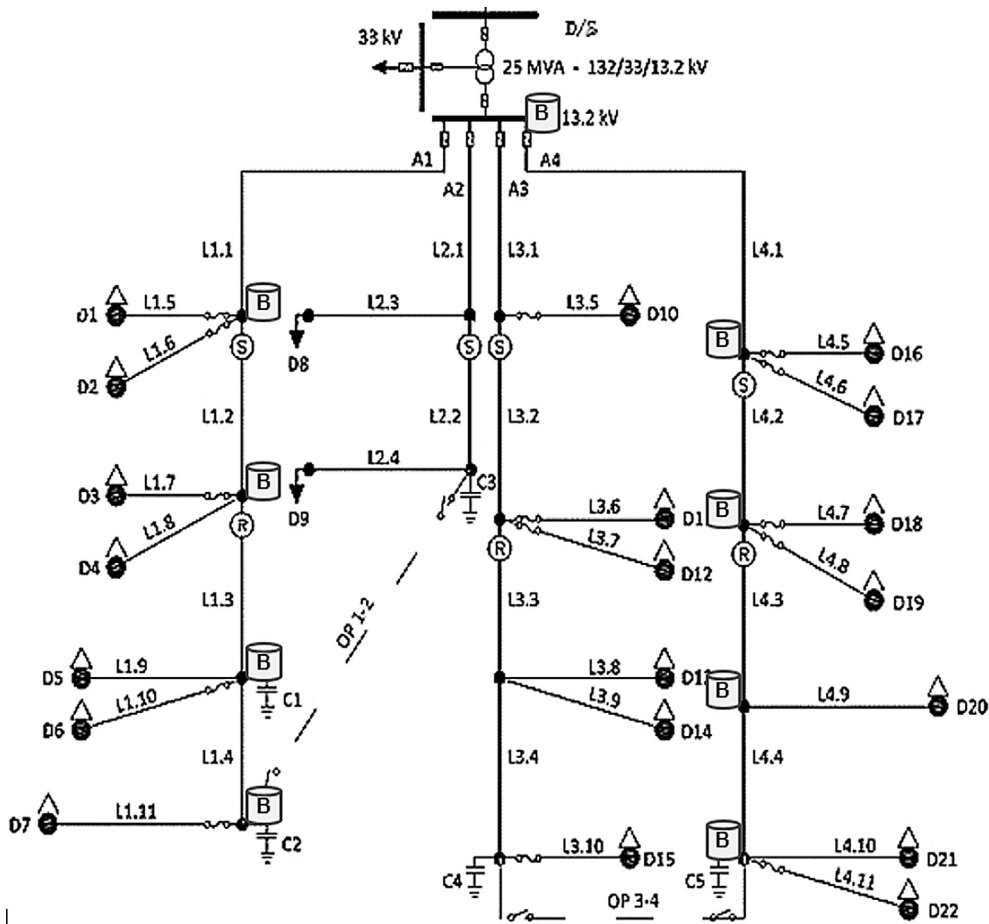 D/S
33 kV
25 MVA - 132/33/13.2 kV
B
13.2 kV
A1
A2
A3
A4
L1.1
L2.1
L3.1
L4.1
D1
L1.5
B
L2.3
L3.5
D10
L1.6
D2
S
D8
S
S
B
L4.5
D16
L4.6
D17
S
L1.2
L2.2
L3.2
L4.2
D3
L1.7
B
L2.4
C3
D9
L1.8
D4
R
L3.6
D1
L3.7
D12
R
B
L4.7
D18
L4.8
D19
R
L1.3
OP 1-2
L3.3
L4.3
D5
L1.9
B
C1
L1.10
D6
L3.8
L3.9
D14
B
L4.9
D20
L1.4
L3.4
L4.4
D7
L1.11
B
C2
C4
L3.10
D15
B
C5
L4.10
D21
L4.11
D22
OP 3-4